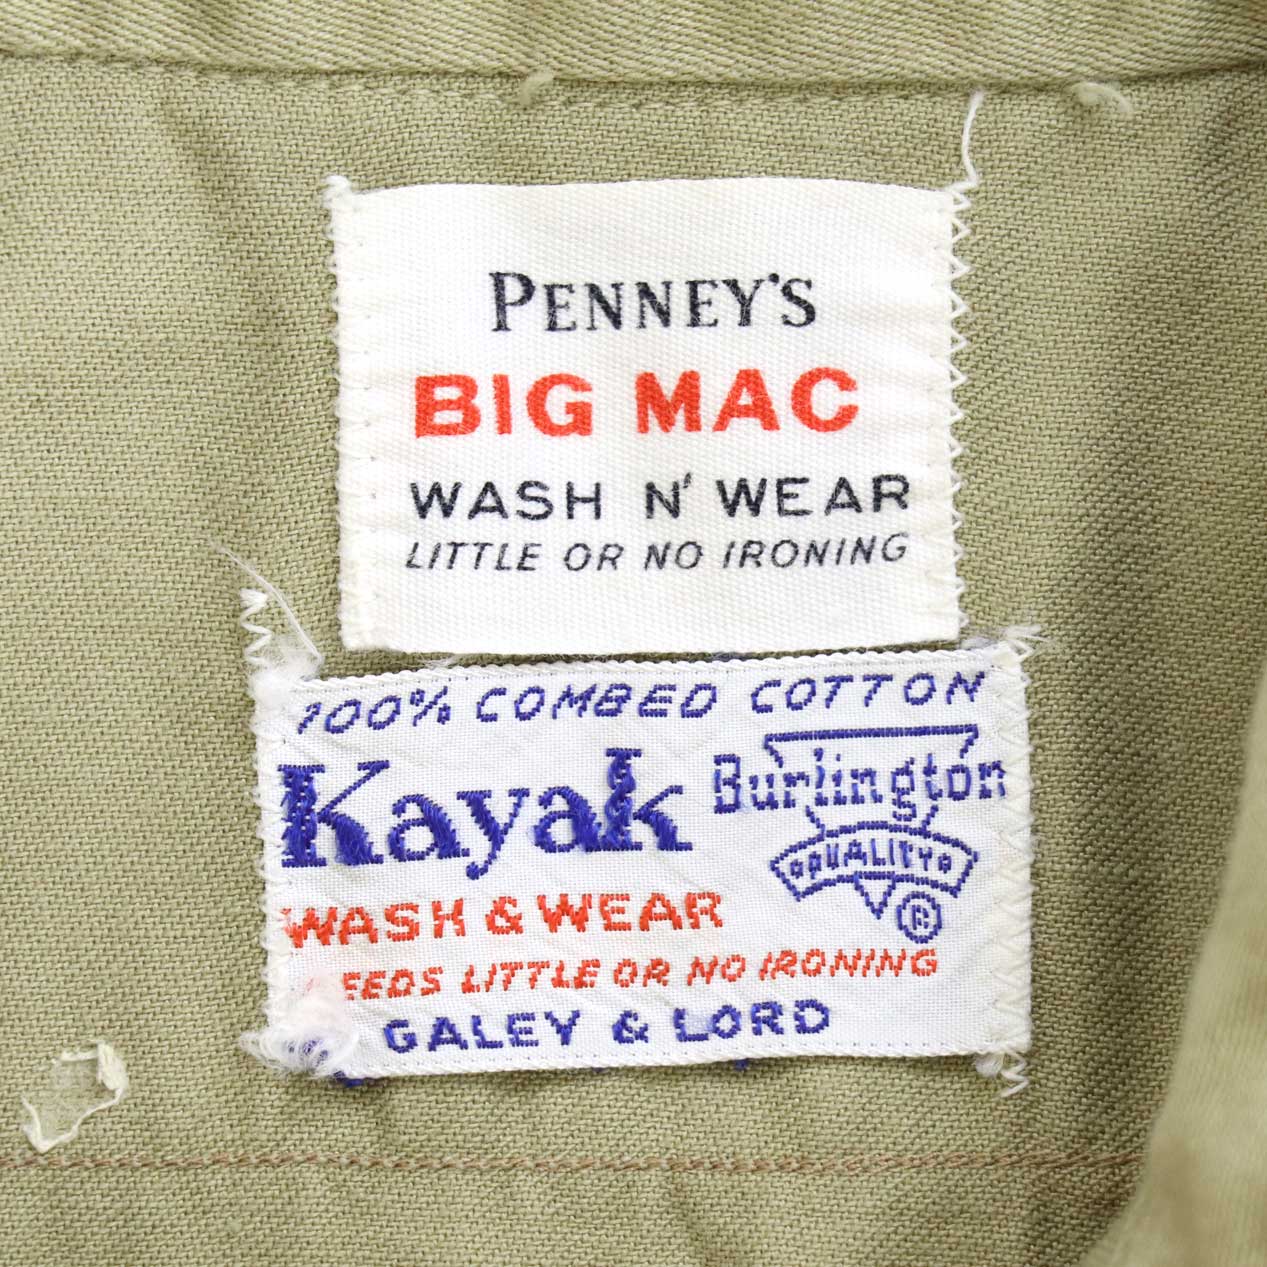 PENNEY'S
BIG MAC
WASH N' WEAR
LITTLE OR NO IRONING
100% COMBED COTTON
Kayak Burlington
QUALITY
®
WASH & WEAR
EEDS LITTLE OR NO IRONING
GALEY & LORD